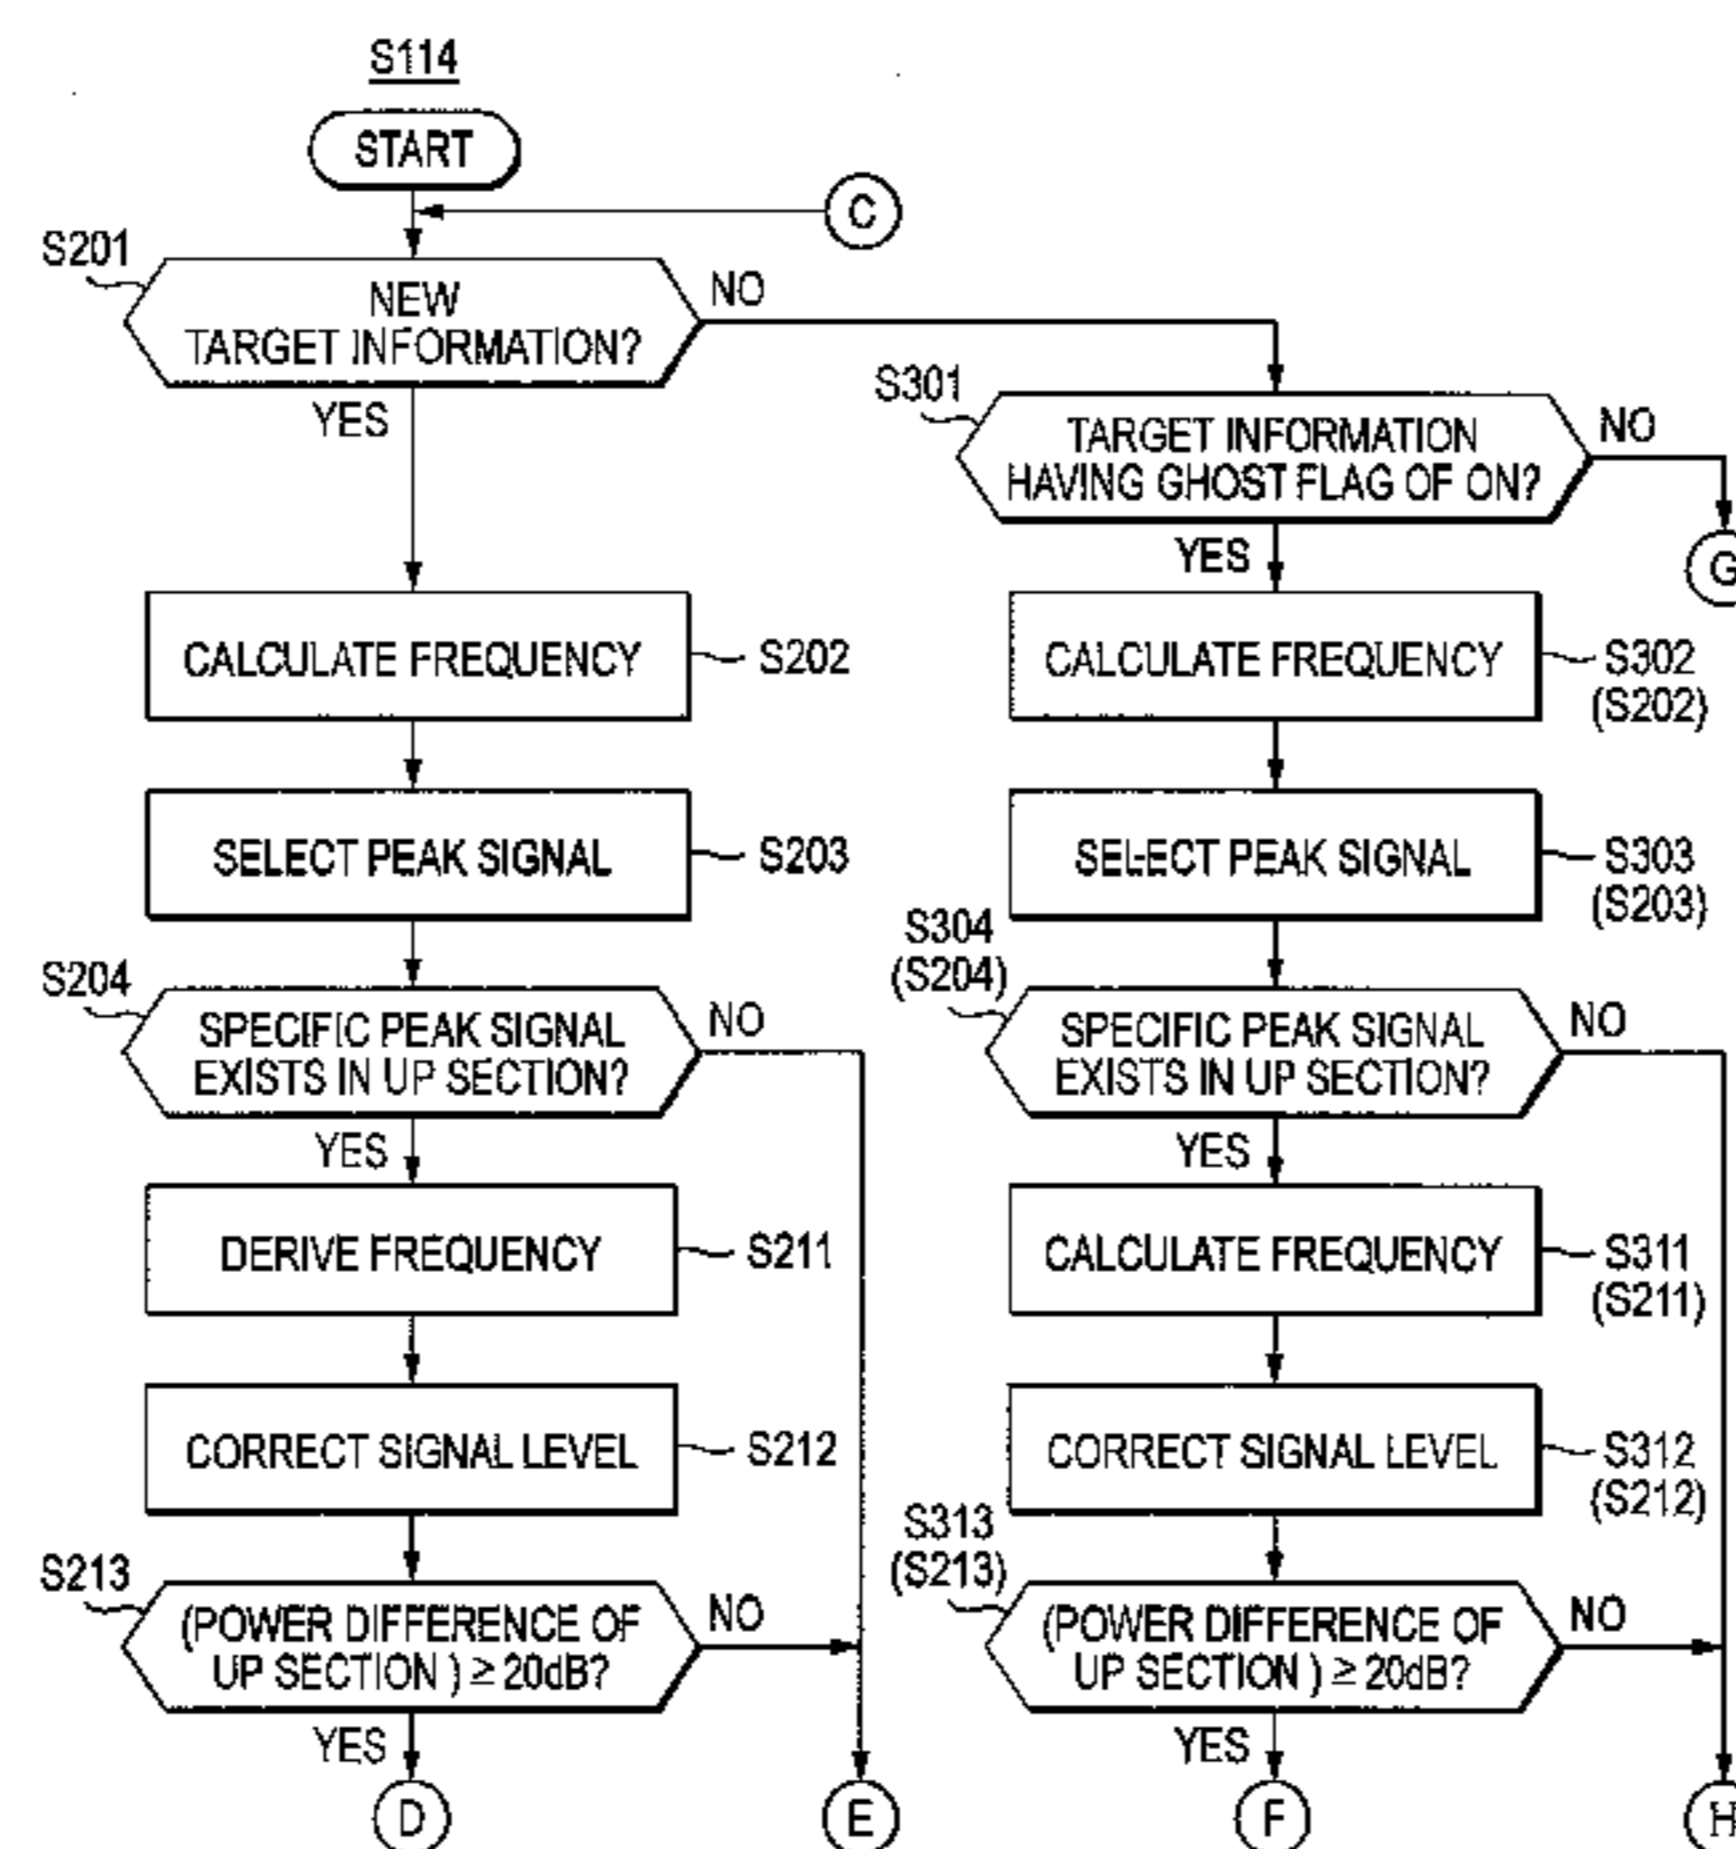 S114
START
C
S201
NEW
TARGET INFORMATION?
NO
YES
S301
TARGET INFORMATION
HAVING GHOST FLAG OF ON?
NO
G
YES
CALCULATE FREQUENCY
S202
CALCULATE FREQUENCY
S302
(S202)
SELECT PEAK SIGNAL
S203
SELECT PEAK SIGNAL
S303
(S203)
S204
SPECIFIC PEAK SIGNAL
EXISTS IN UP SECTION?
NO
YES
S304
(S204)
SPECIFIC PEAK SIGNAL
EXISTS IN UP SECTION?
NO
YES
DERIVE FREQUENCY
S211
CALCULATE FREQUENCY
S311
(S211)
CORRECT SIGNAL LEVEL
S212
CORRECT SIGNAL LEVEL
S312
(S212)
S213
(POWER DIFFERENCE OF
UP SECTION ) ≥ 20dB?
NO
YES
S313
(S213)
(POWER DIFFERENCE OF
UP SECTION ) ≥ 20dB?
NO
YES
D
E
F
H